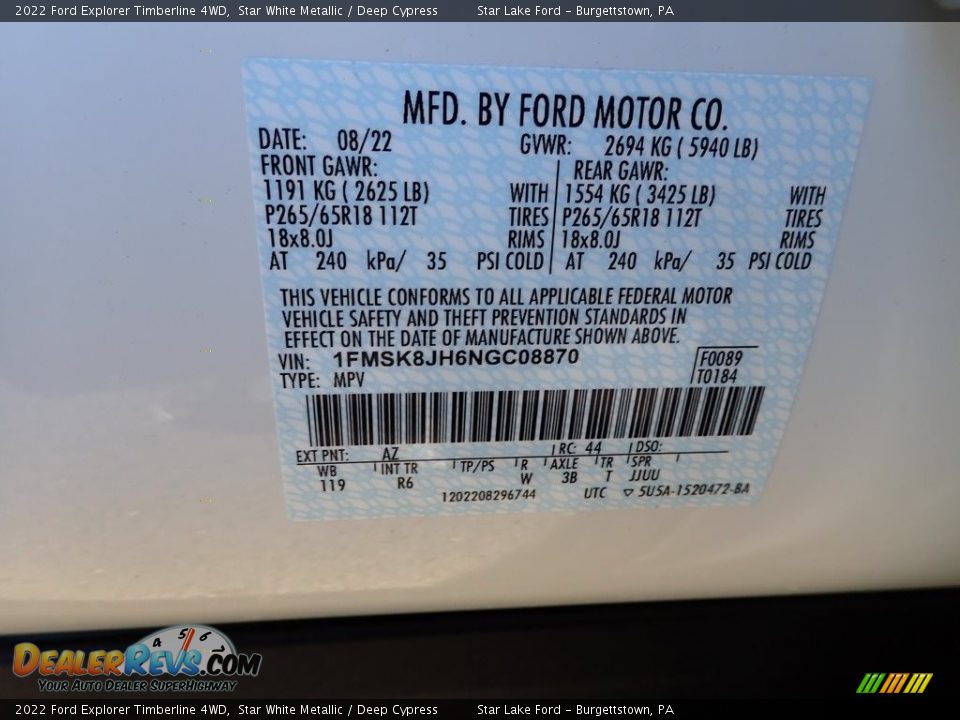 2022 Ford Explorer Timberline 4WD, Star White Metallic / Deep Cypress Star Lake Ford - Burgettstown, PA
MFD. BY FORD MOTOR CO.
DATE: 08/22 GVWR: 2694 KG ( 5940 LB)
FRONT GAWR: REAR GAWR:
1191 KG ( 2625 LB) WITH 1554 KG ( 3425 LB) WITH
P265/65R18 112T TIRES P265/65R18 112T TIRES
18x8.0J RIMS 18x8.0J RIMS
AT 240 kPa/ 35 PSI COLD AT 240 kPa/ 35 PSI COLD
THIS VEHICLE CONFORMS TO ALL APPLICABLE FEDERAL MOTOR
VEHICLE SAFETY AND THEFT PREVENTION STANDARDS IN
EFFECT ON THE DATE OF MANUFACTURE SHOWN ABOVE.
VIN: 1FMSK8JH6NGC08870 F0089
TYPE: MPV T0184
EXT PNT: AZ RC: 44 DSO:
WB INT TR TP/PS R AXLE TR SPR
119 R6 W 3B T JJUU
1202208296744 UTC ▽ 5U5A-1520472-BA
4 5 6
DEALERREVS.COM
YOUR AUTO DEALER SUPERHIGHWAY
2022 Ford Explorer Timberline 4WD, Star White Metallic / Deep Cypress Star Lake Ford - Burgettstown, PA